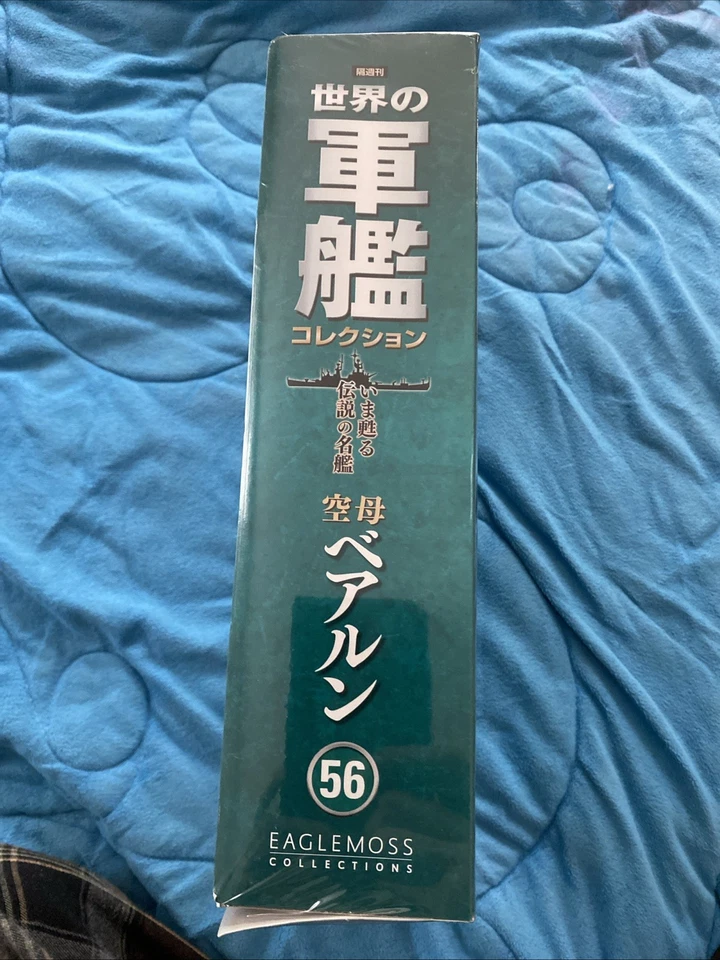 隔週刊
世界の
軍艦
コレクション
いま甦る
伝説の名艦
空母
ベアルン
56
EAGLEMOSS
COLLECTIONS